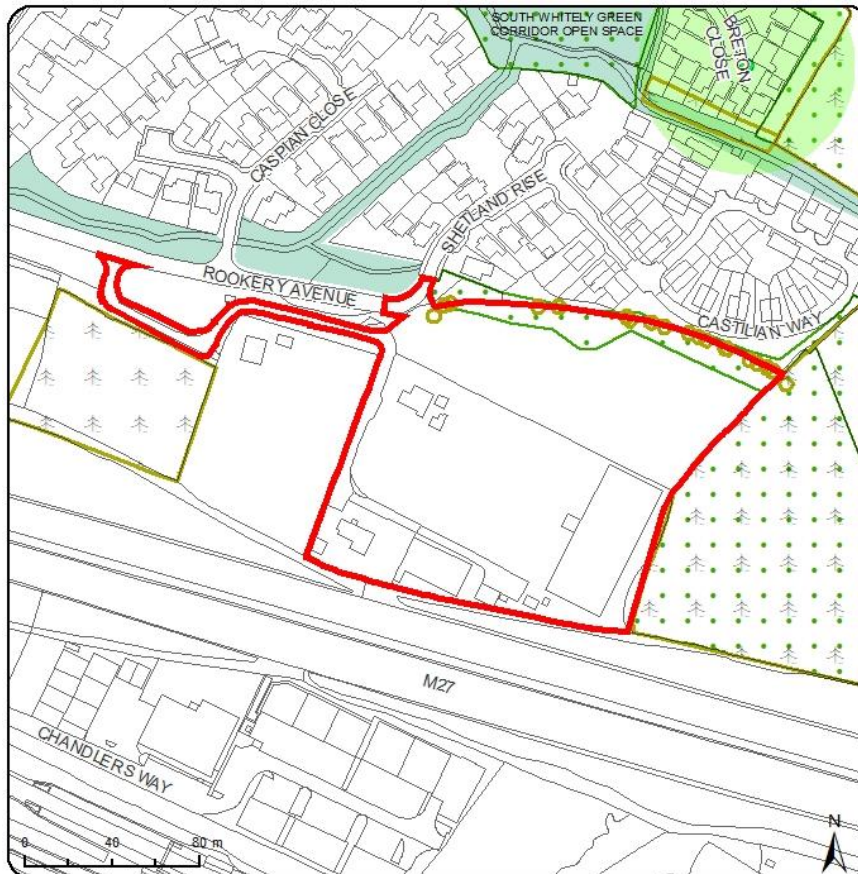 SOUTH WHITELY GREEN
CORRIDOR OPEN SPACE
BRETON
CLOSE
CASPIAN CLOSE
SHETLAND RISE
ROOKERY AVENUE
CASTILIAN WAY
M27
CHANDLERS WAY
0 40 80 m
N